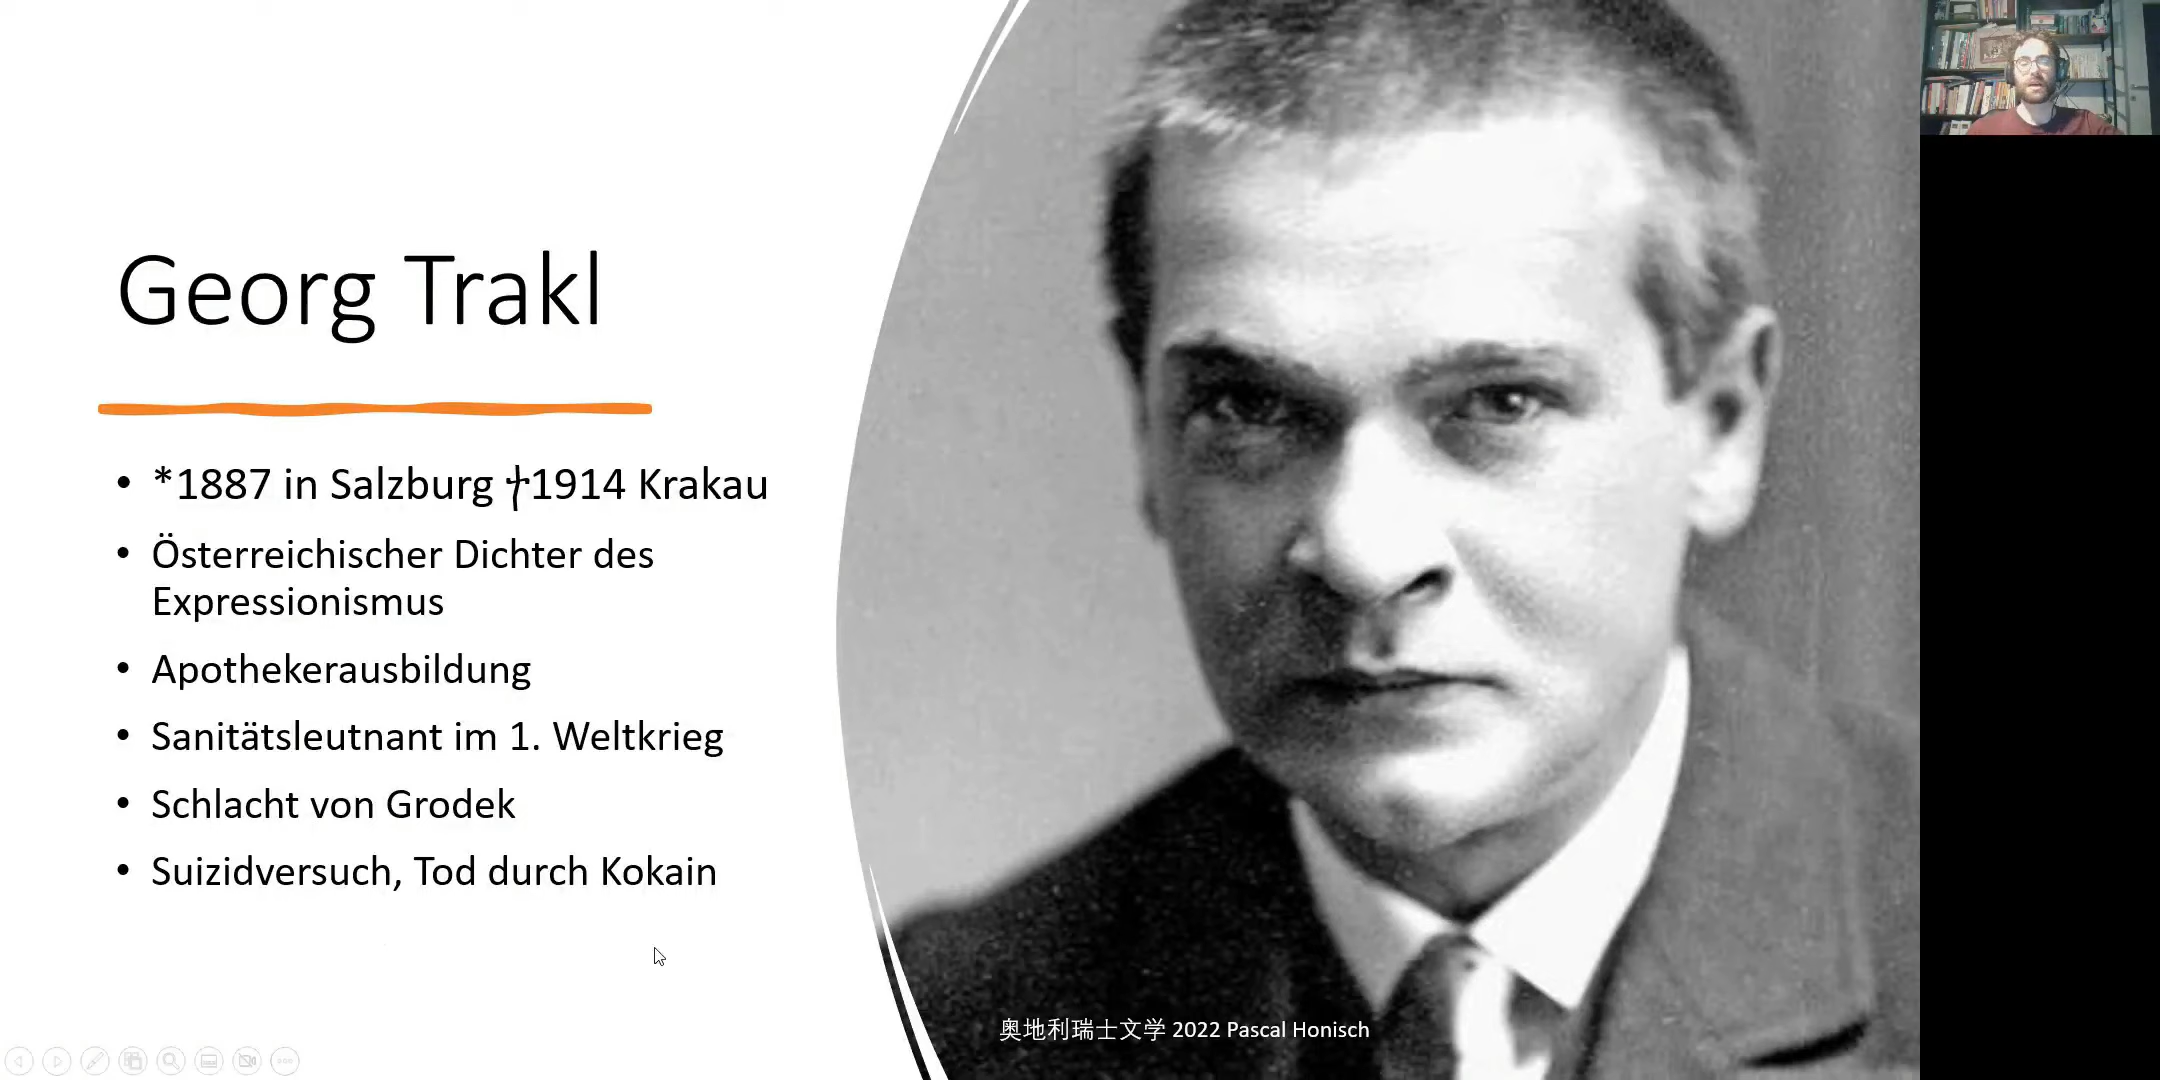 Georg Trakl
• *1887 in Salzburg †1914 Krakau
• Österreichischer Dichter des
Expressionismus
• Apothekerausbildung
• Sanitätsleutnant im 1. Weltkrieg
• Schlacht von Grodek
• Suizidversuch, Tod durch Kokain
奥地利瑞士文学 2022 Pascal Honisch